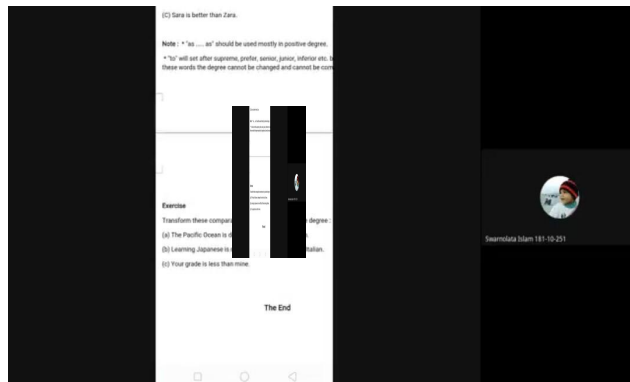 (C) Sara is better than Zara.
Note : * "as ..... as" should be used mostly in positive degree.
* "to" will set after supreme, prefer, senior, junior, inferior etc.
these words the degree cannot be changed and cannot be
Exercise
Transform these degree :
(a) The Pacific Ocean is
(b) Learning Japanese is Italian.
(c) Your grade is less than mine.
The End
Swarnolata Islam 181-10-251